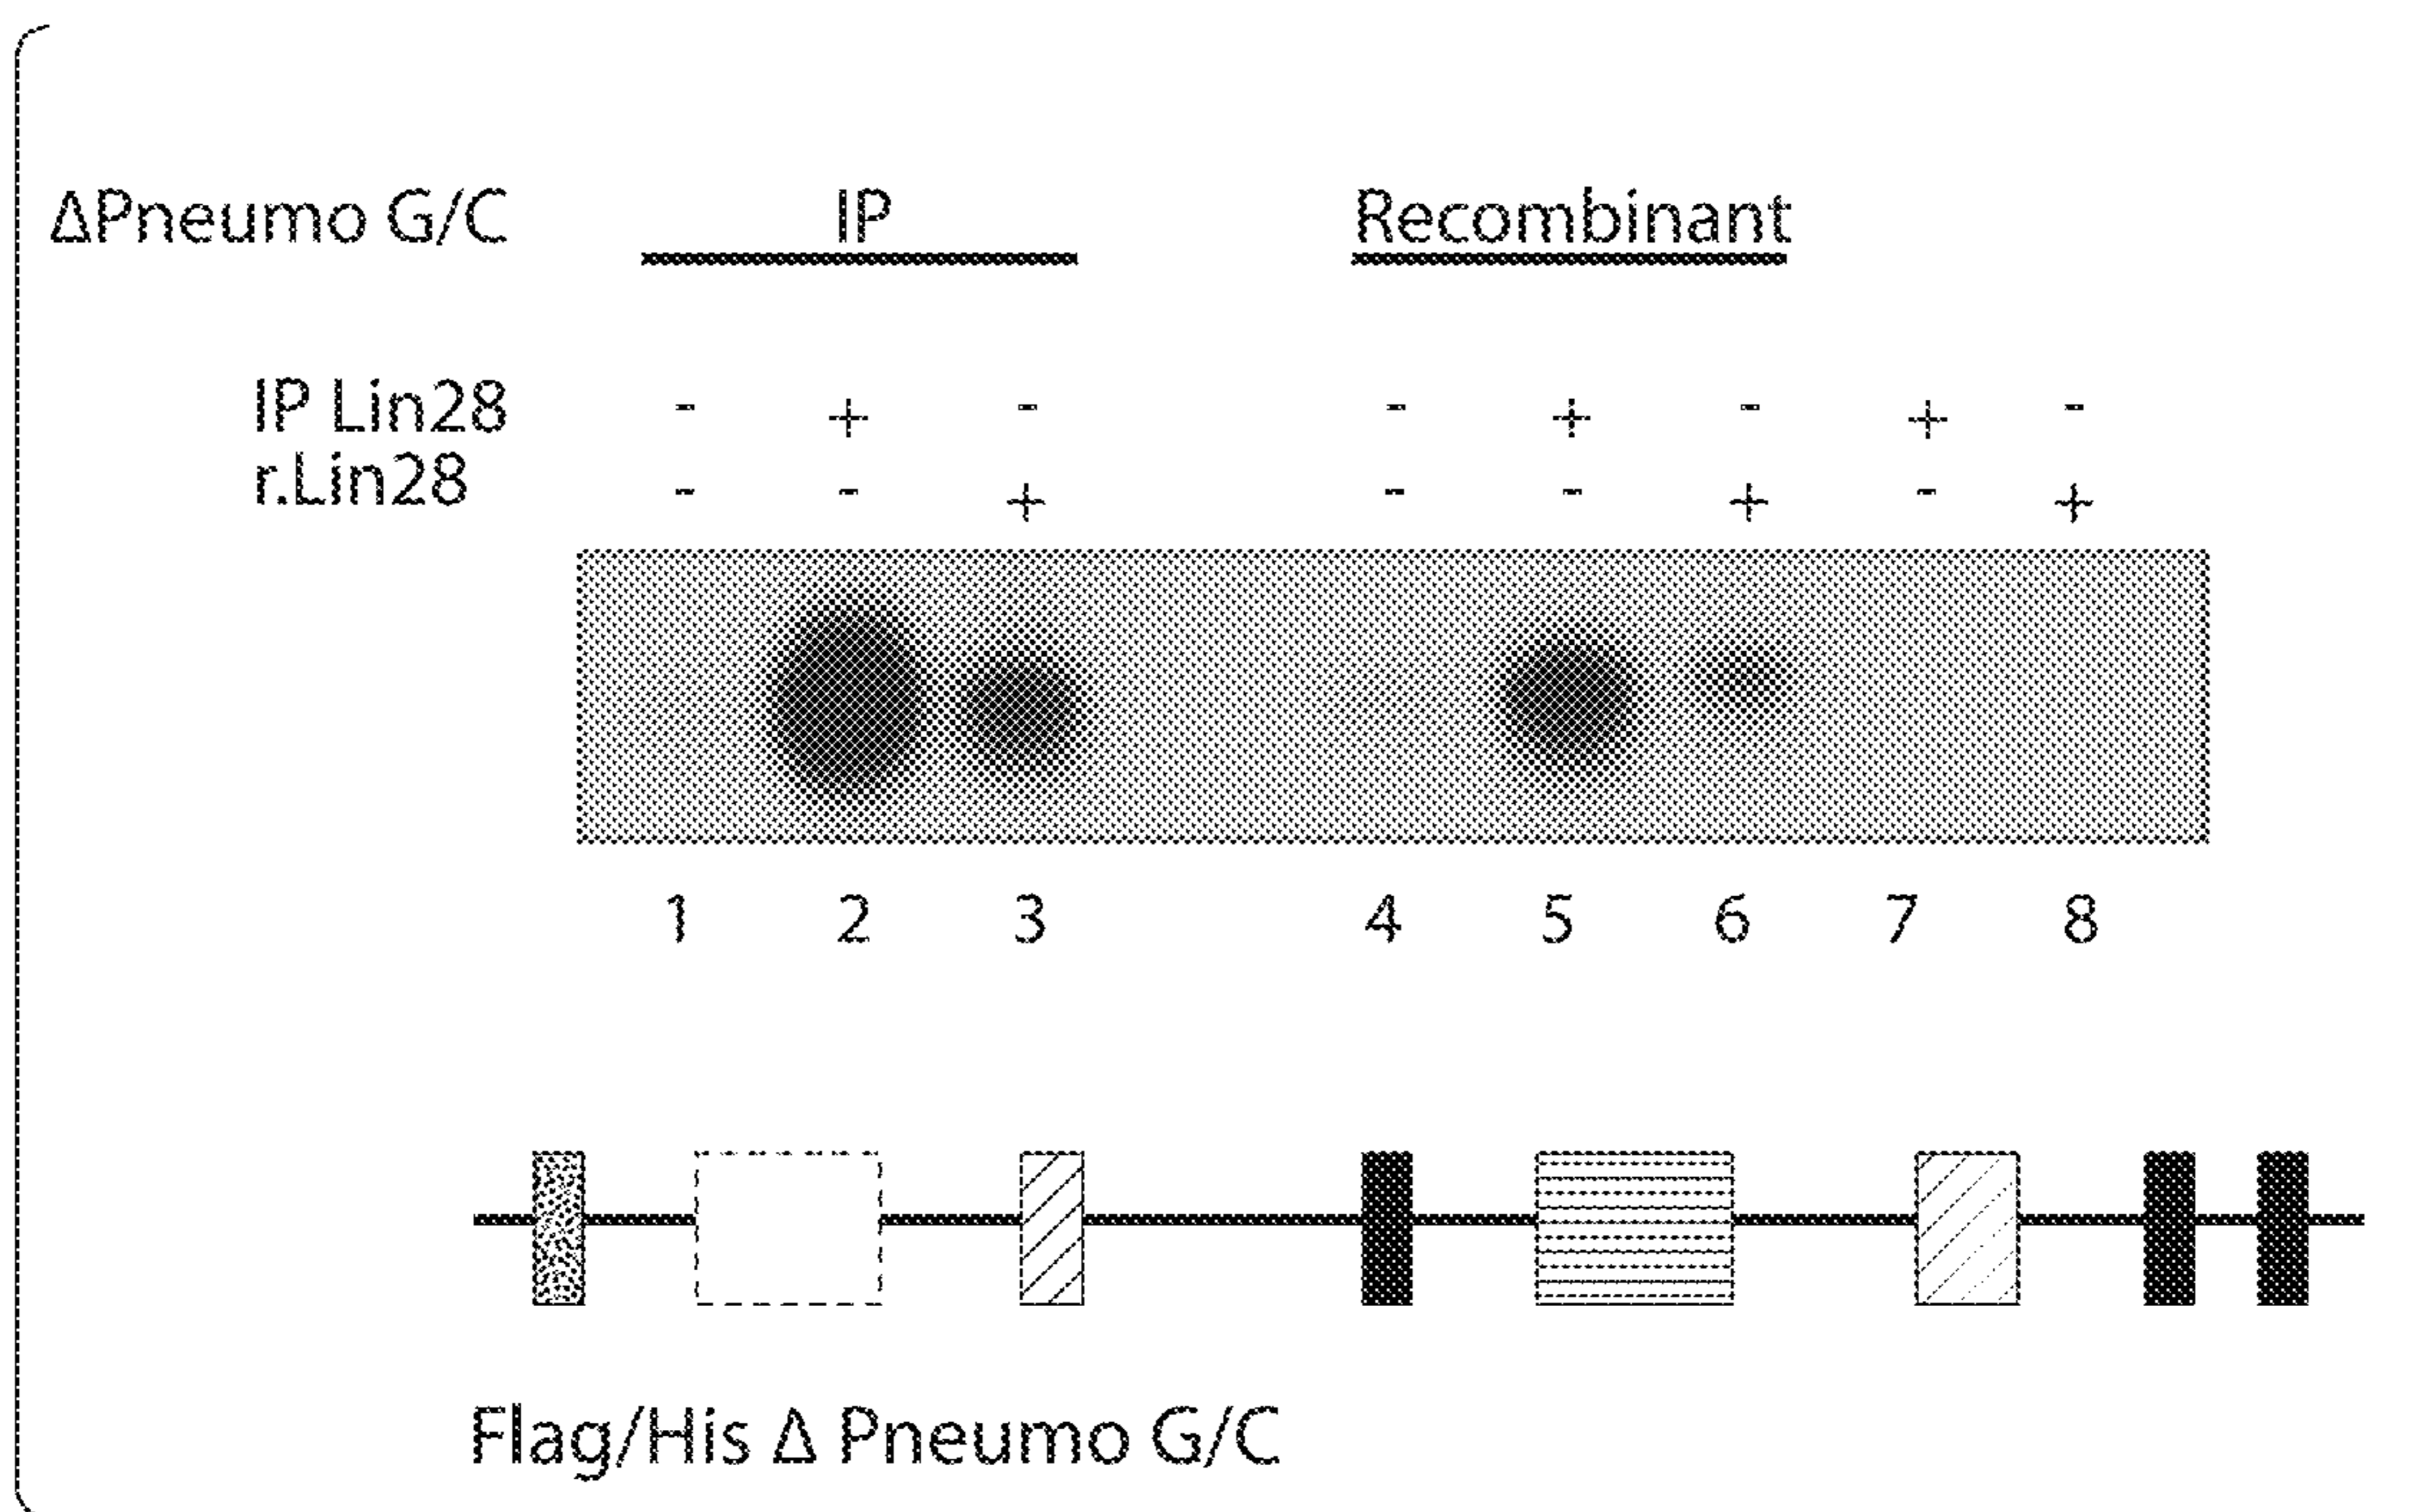 ΔPneumo G/C IP Recombinant
IP Lin28 - + - - + - + -
r.Lin28 - - + - - + - +
1 2 3 4 5 6 7 8
Flag/His Δ Pneumo G/C